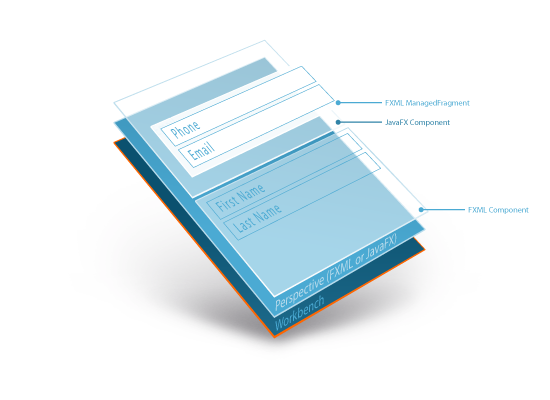 Phone
Email
FXML ManagedFragment
JavaFX Component
First Name
Last Name
FXML Component
Perspective (FXML or JavaFX)
Workbench